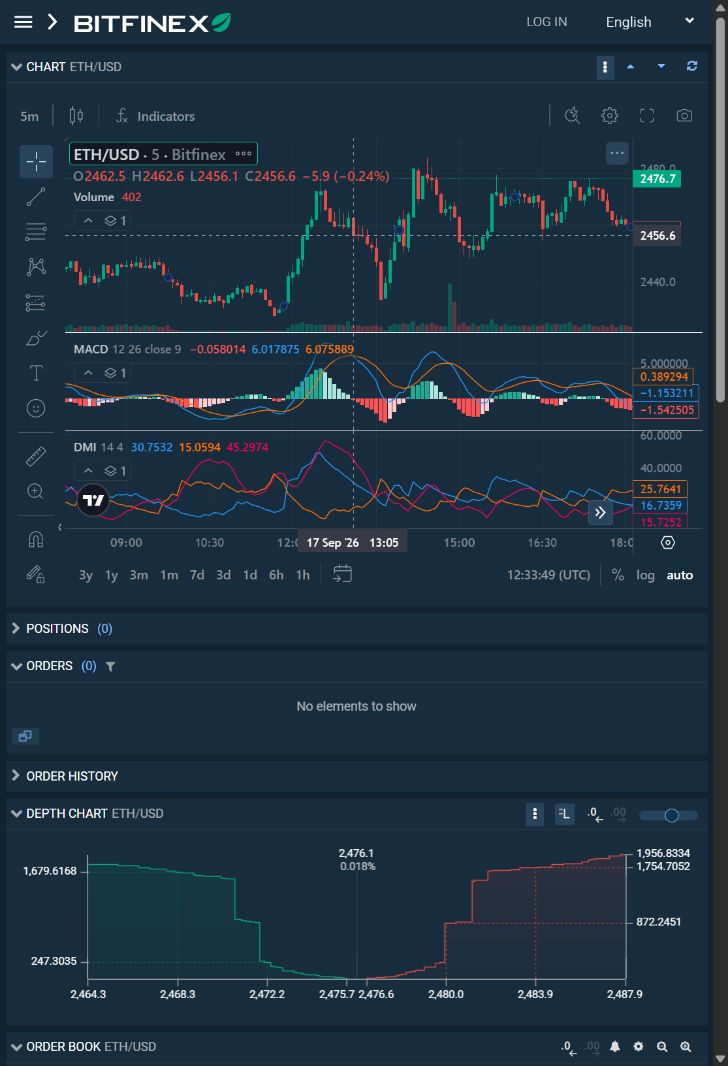 BITFINEX LOG IN English
CHART ETH/USD
5m Indicators
ETH/USD · 5 · Bitfinex
O2462.5 H2462.6 L2456.1 C2456.6 −5.9 (−0.24%)
2476.7
Volume 402
1
2456.6
2440.0
MACD 12 26 close 9 −0.058014 6.017875 6.075889
1
5.000000
0.389294
−1.153211
−1.542505
DMI 14 4 30.7532 15.0594 45.2974
60.0000
1
40.0000
25.7641
16.7359
15.7252
09:00 10:30 17 Sep '26 13:05 15:00 16:30
3y 1y 3m 1m 7d 3d 1d 6h 1h 12:33:49 (UTC) % log auto
POSITIONS (0)
ORDERS (0)
No elements to show
ORDER HISTORY
DEPTH CHART ETH/USD .0 .00
2,476.1
0.018%
1,956.8334
1,679.6168 1,754.7052
872.2451
247.3035
2,464.3 2,468.3 2,472.2 2,475.7 2,476.6 2,480.0 2,483.9 2,487.9
ORDER BOOK ETH/USD .0 .00